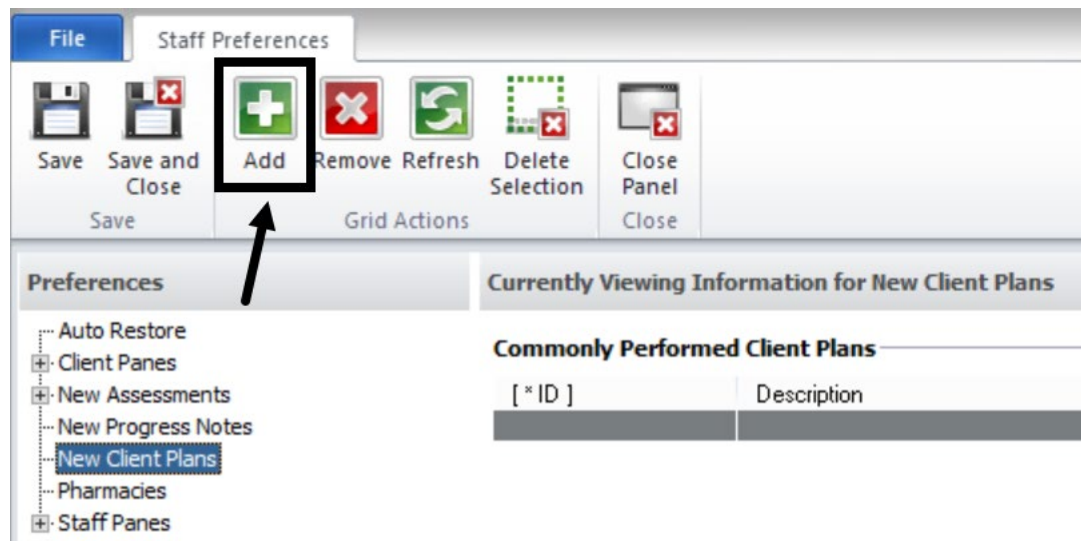 File Staff Preferences
Save Save and Close Add Remove Refresh Delete Selection Close Panel
Save Grid Actions Close
Preferences
Auto Restore
Client Panes
New Assessments
New Progress Notes
New Client Plans
Pharmacies
Staff Panes
Currently Viewing Information for New Client Plans
Commonly Performed Client Plans
[ * ID ] Description